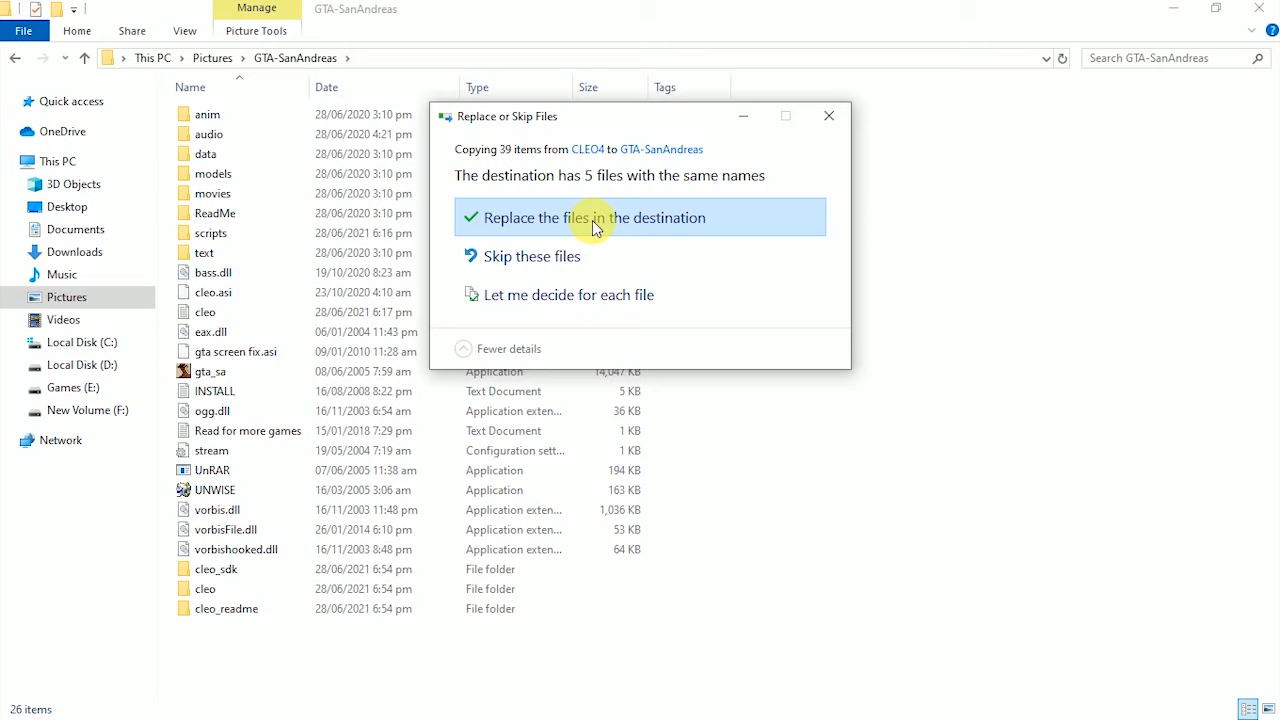 Manage
GTA-SanAndreas
File
Home
Share
View
Picture Tools
This PC
Pictures
GTA-SanAndreas
Search GTA-SanAndreas
Quick access
OneDrive
This PC
3D Objects
Desktop
Documents
Downloads
Music
Pictures
Videos
Local Disk (C:)
Local Disk (D:)
Games (E:)
New Volume (F:)
Network
Name Date Type Size Tags
anim 28/06/2020 3:10 pm
audio 28/06/2020 4:21 pm
data 28/06/2020 3:10 pm
models 28/06/2020 3:10 pm
movies 28/06/2020 3:10 pm
ReadMe 28/06/2020 3:10 pm
scripts 28/06/2021 6:16 pm
text 28/06/2020 3:10 pm
bass.dll 19/10/2020 8:23 am
cleo.asi 23/10/2020 4:10 am
cleo 28/06/2021 6:17 pm
eax.dll 06/01/2004 11:43 pm
gta screen fix.asi 09/01/2010 11:28 am
gta_sa 08/06/2005 7:59 am Application 14,047 KB
INSTALL 16/08/2008 8:22 pm Text Document 5 KB
ogg.dll 16/11/2003 6:54 am Application exten... 36 KB
Read for more games 15/01/2018 7:29 pm Text Document 1 KB
stream 19/05/2004 7:19 am Configuration sett... 1 KB
UnRAR 07/06/2005 11:38 am Application 194 KB
UNWISE 16/03/2005 3:06 am Application 163 KB
vorbis.dll 16/11/2003 11:48 pm Application exten... 1,036 KB
vorbisFile.dll 26/01/2014 6:10 pm Application exten... 53 KB
vorbishooked.dll 16/11/2003 8:48 pm Application exten... 64 KB
cleo_sdk 28/06/2021 6:54 pm File folder
cleo 28/06/2021 6:54 pm File folder
cleo_readme 28/06/2021 6:54 pm File folder
Replace or Skip Files
Copying 39 items from CLEO4 to GTA-SanAndreas
The destination has 5 files with the same names
Replace the files in the destination
Skip these files
Let me decide for each file
Fewer details
26 items